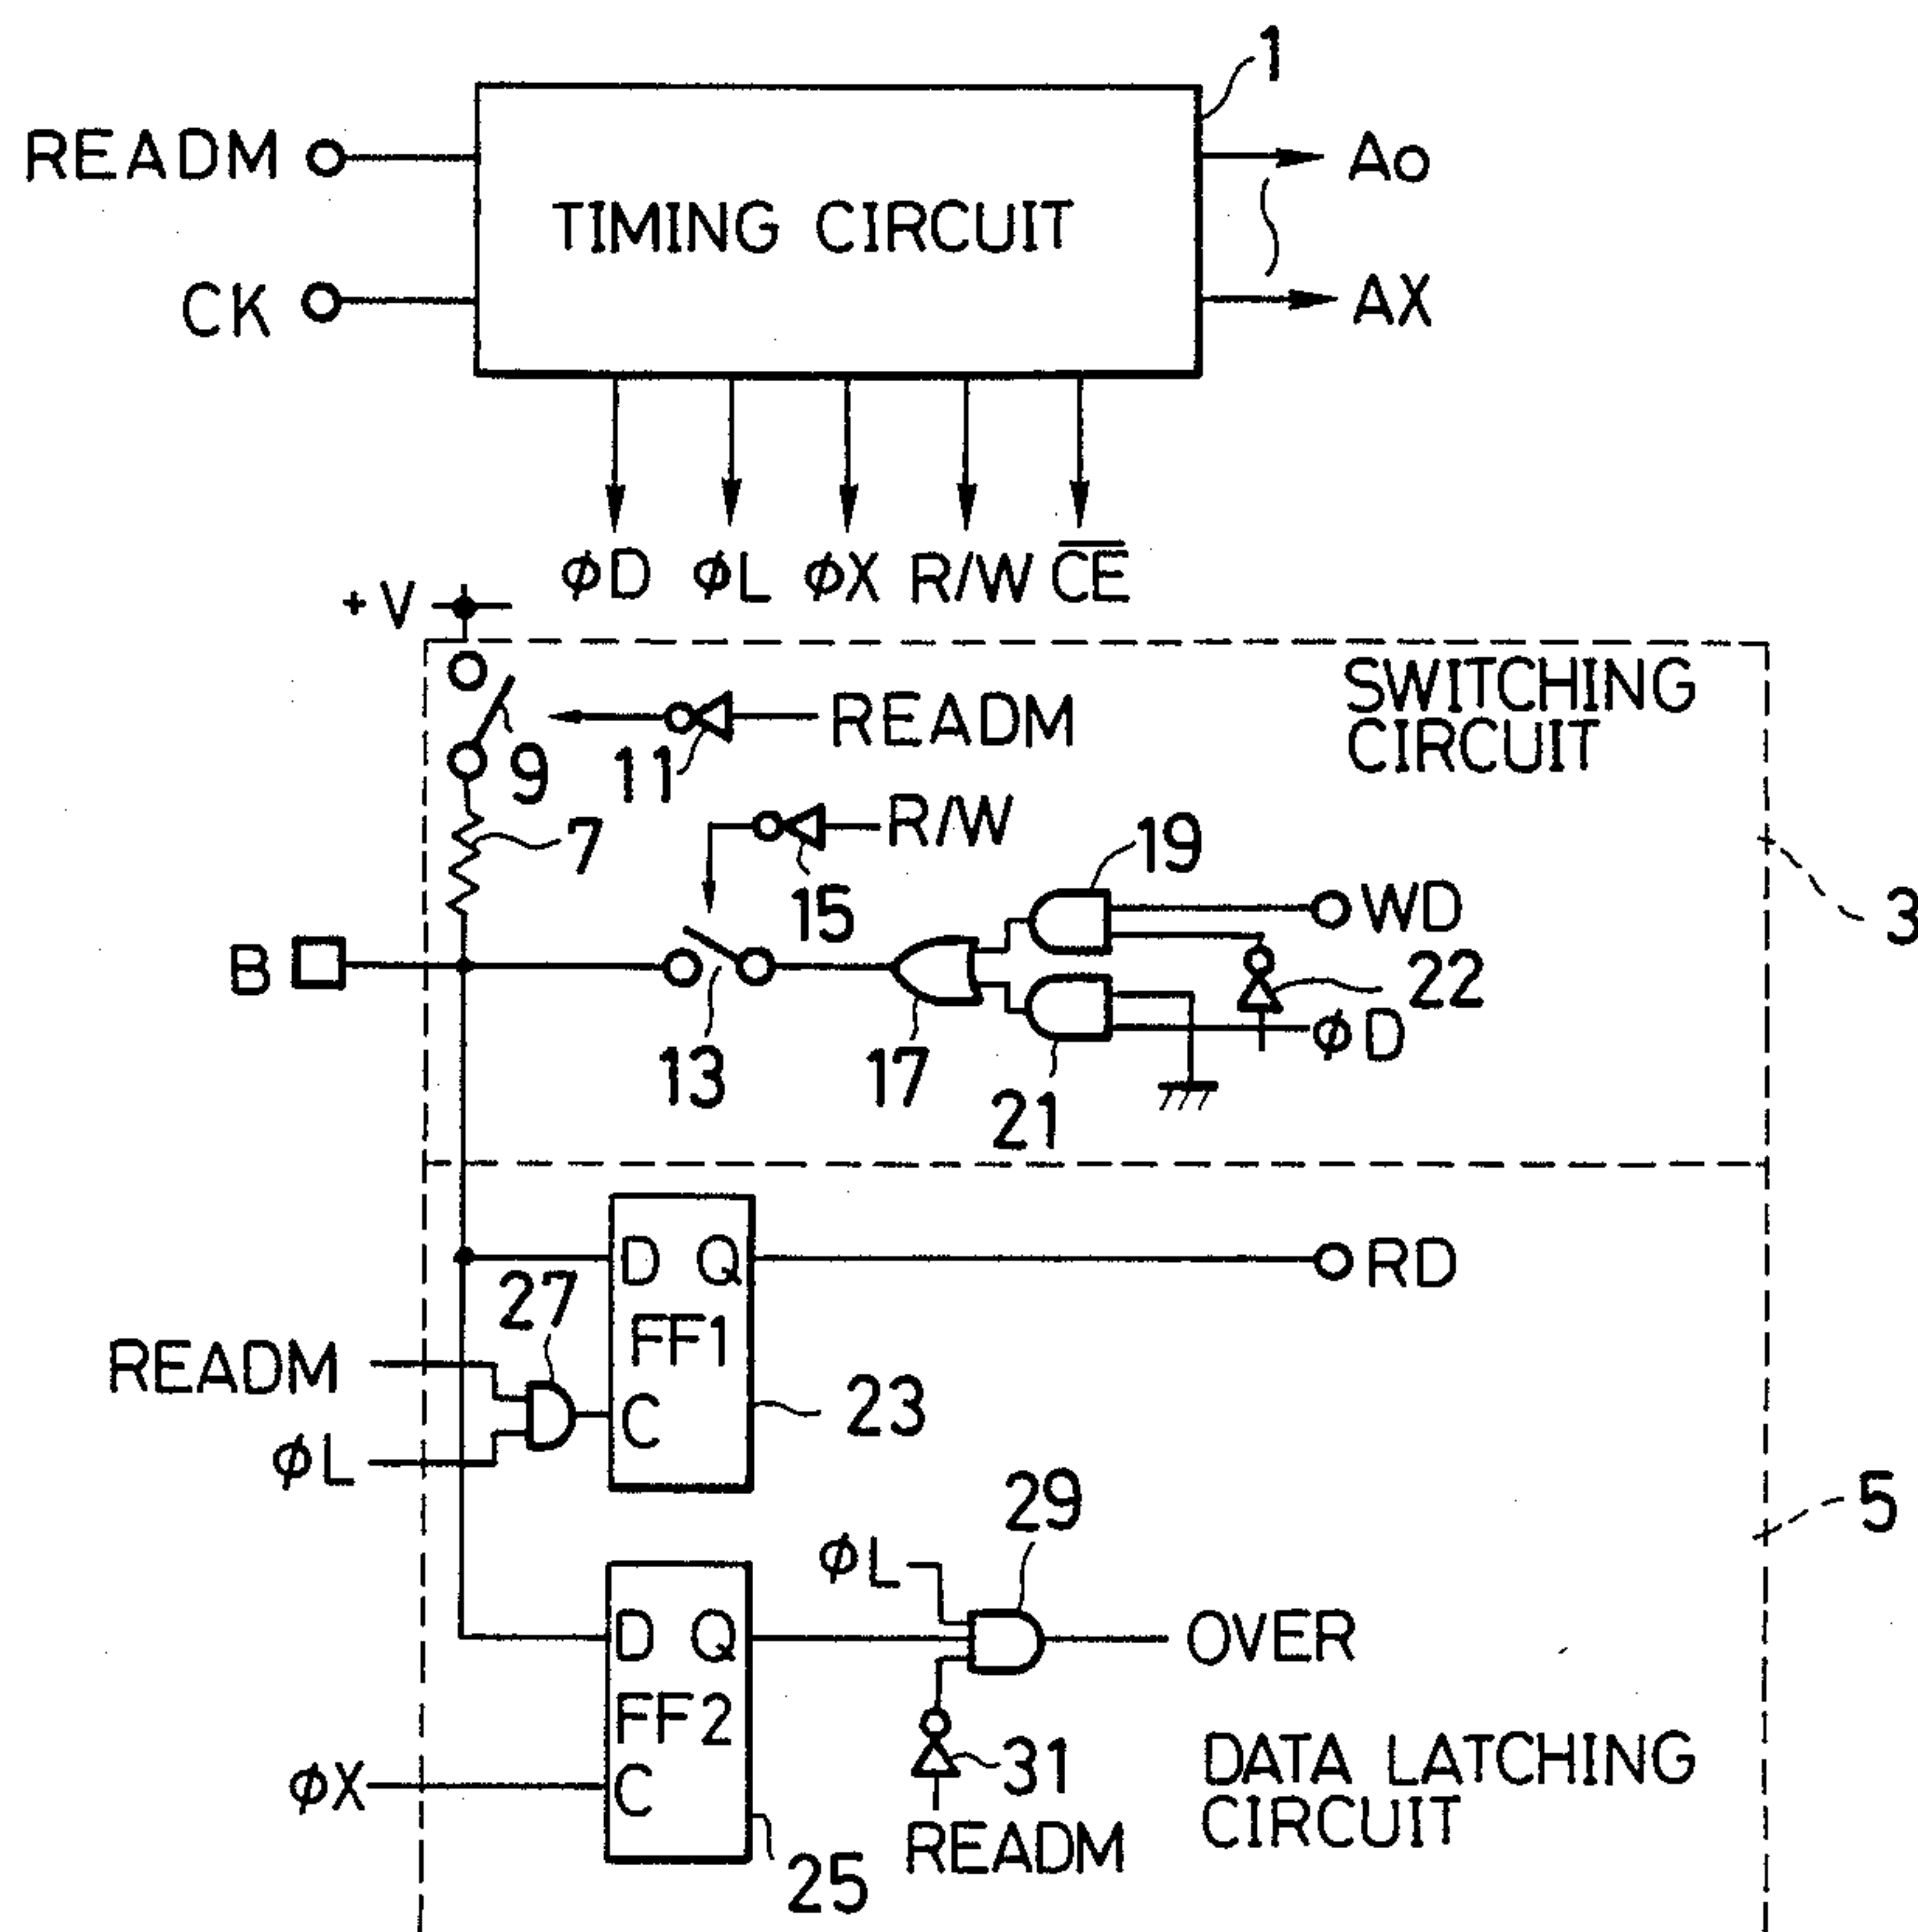 1
READM
Ao
TIMING CIRCUIT
CK
AX
φD φL φX R/W C̅E̅
+V
SWITCHING
CIRCUIT
READM
11
9
R/W
7
19
15
WD
3
B
22
φD
13
17
21
D Q
RD
27
FF1
READM
C
23
φL
29
5
φL
D Q
OVER
FF2
31
DATA LATCHING
CIRCUIT
φX
C
READM
25